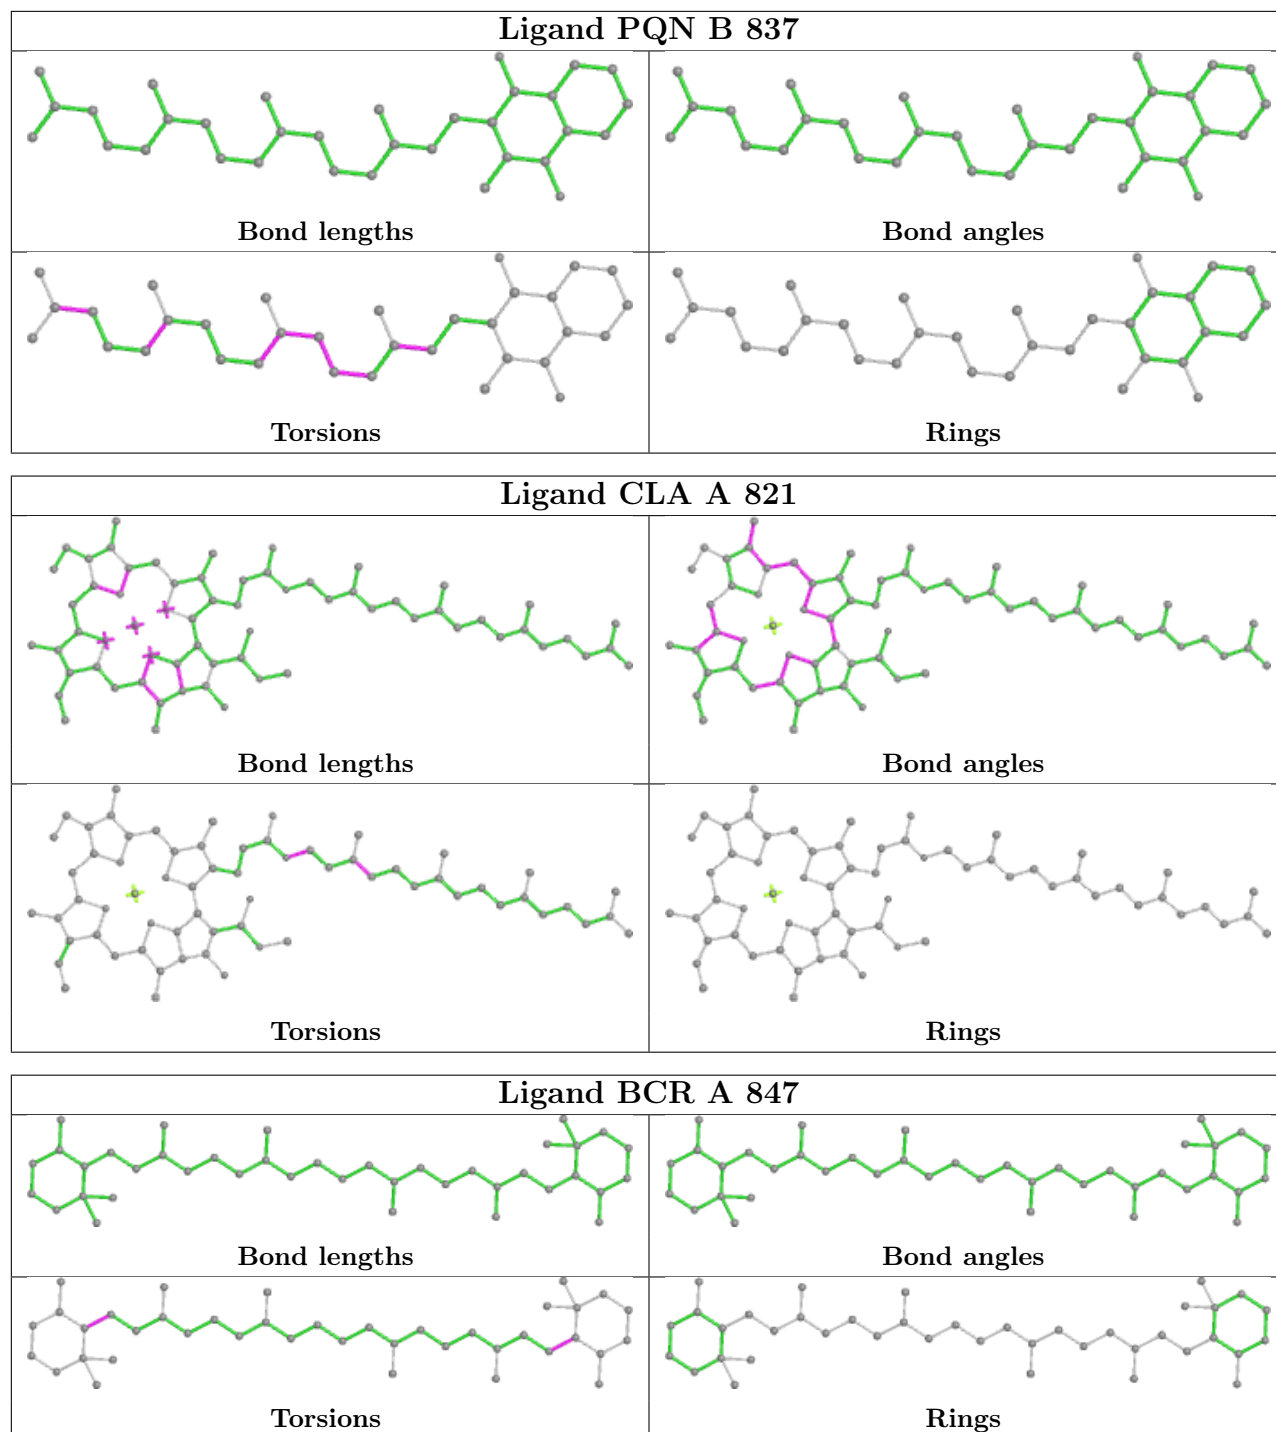 Ligand PQN B 837
Bond lengths
Bond angles
Torsions
Rings
Ligand CLA A 821
Bond lengths
Bond angles
Torsions
Rings
Ligand BCR A 847
Bond lengths
Bond angles
Torsions
Rings